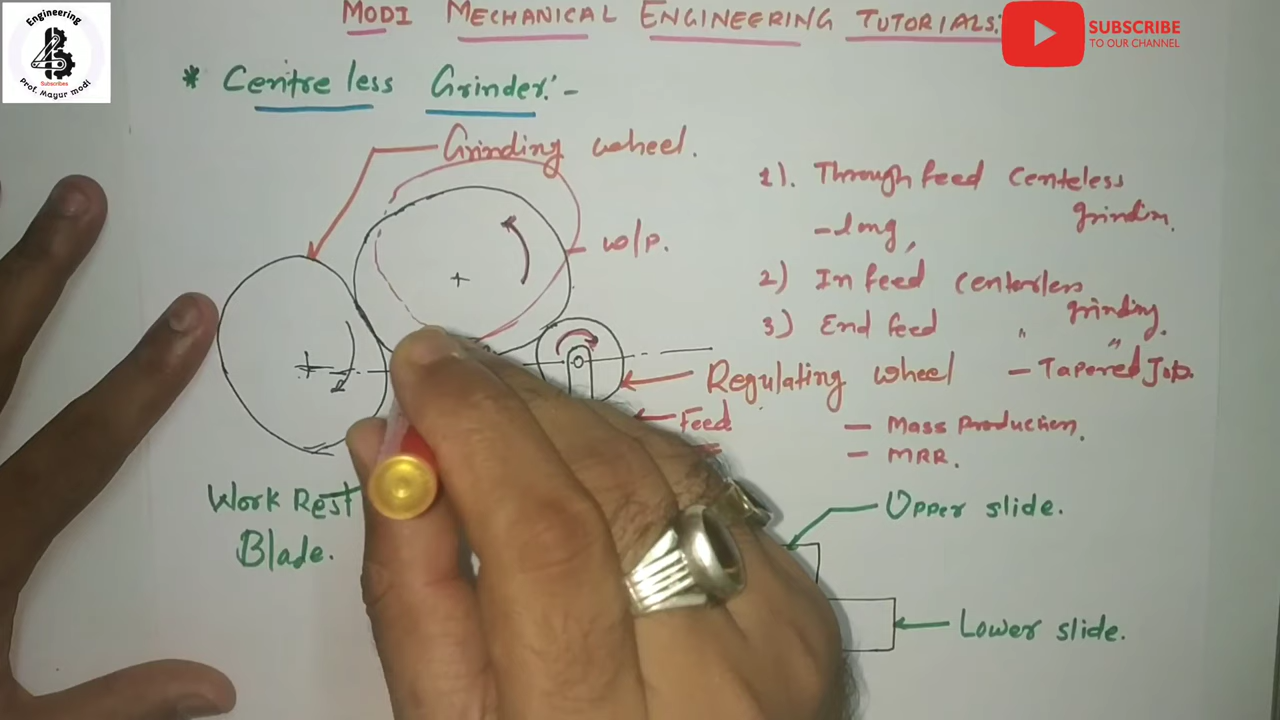 Engineering
Subscribes
Prof. Mayur modi
MODI MECHANICAL ENGINEERING TUTORIALS:
SUBSCRIBE
TO OUR CHANNEL
* Centre less Grinder:-
Grinding wheel.
w/p.
1). Through feed Centeless
grindin.
- long,
2) In feed Centerless
grinding.
3) End feed " "
Regulating wheel
- Tapered Job.
Feed
- Mass Production.
- MRR.
Work Rest
Blade.
Upper slide.
Lower slide.